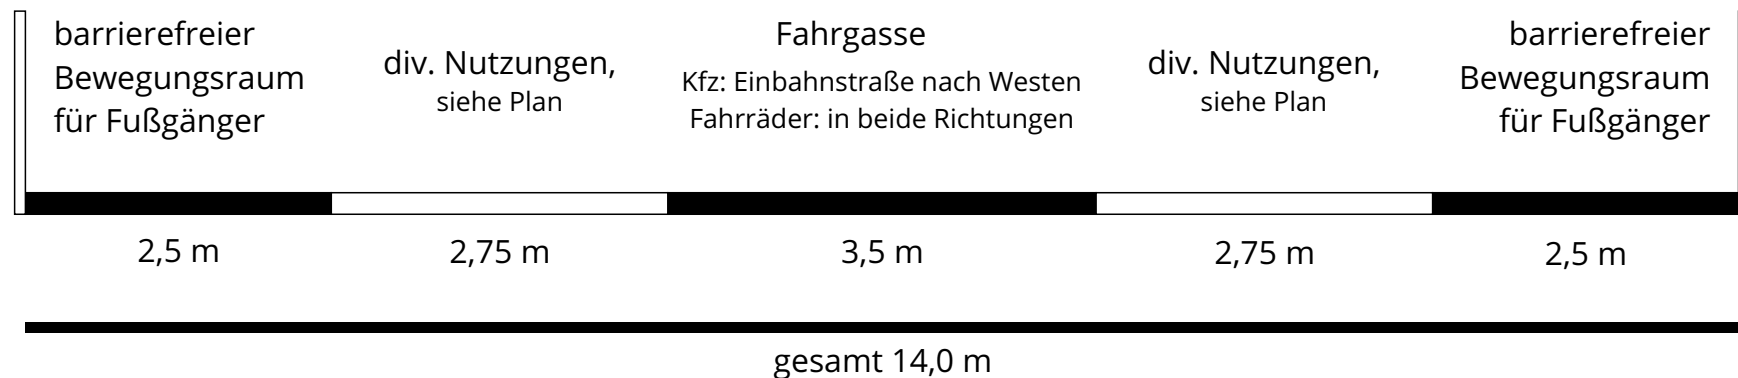 barrierefreier
Bewegungsraum
für Fußgänger
div. Nutzungen,
siehe Plan
Fahrgasse
Kfz: Einbahnstraße nach Westen
Fahrräder: in beide Richtungen
div. Nutzungen,
siehe Plan
barrierefreier
Bewegungsraum
für Fußgänger
2,5 m
2,75 m
3,5 m
2,75 m
2,5 m
gesamt 14,0 m